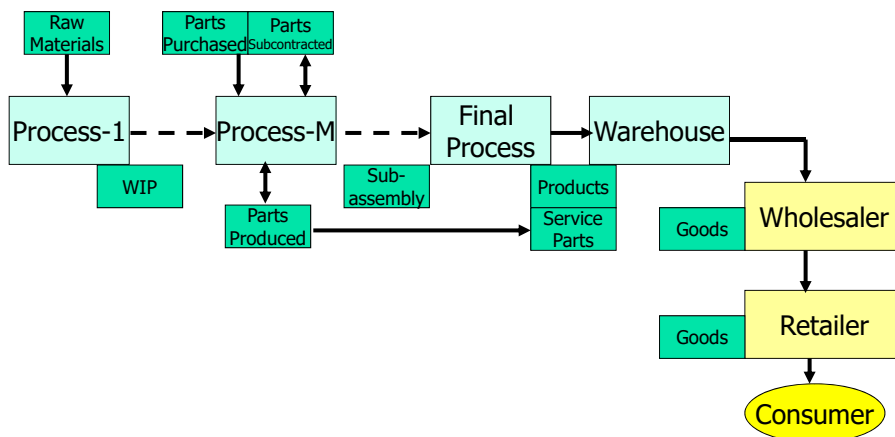 Raw
Materials
Parts
Purchased
Parts
Subcontracted
Process-1
Process-M
Final
Process
Warehouse
WIP
Sub-
assembly
Products
Parts
Produced
Service
Parts
Goods
Wholesaler
Goods
Retailer
Consumer